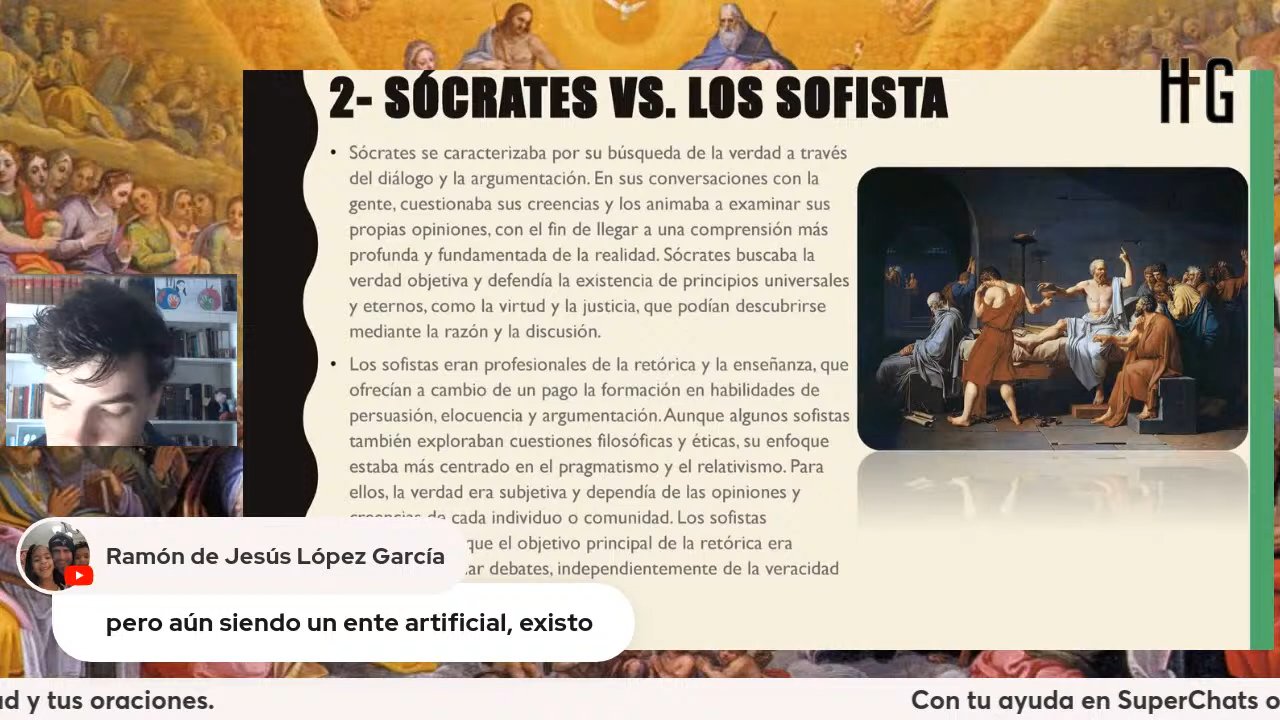 2- SÓCRATES VS. LOS SOFISTA
HG
• Sócrates se caracterizaba por su búsqueda de la verdad a través
del diálogo y la argumentación. En sus conversaciones con la
gente, cuestionaba sus creencias y los animaba a examinar sus
propias opiniones, con el fin de llegar a una comprensión más
profunda y fundamentada de la realidad. Sócrates buscaba la
verdad objetiva y defendía la existencia de principios universales
y eternos, como la virtud y la justicia, que podían descubrirse
mediante la razón y la discusión.
• Los sofistas eran profesionales de la retórica y la enseñanza, que
ofrecían a cambio de un pago la formación en habilidades de
persuasión, elocuencia y argumentación. Aunque algunos sofistas
también exploraban cuestiones filosóficas y éticas, su enfoque
estaba más centrado en el pragmatismo y el relativismo. Para
ellos, la verdad era subjetiva y dependía de las opiniones y
creencias de cada individuo o comunidad. Los sofistas
que el objetivo principal de la retórica era
debates, independientemente de la veracidad
Ramón de Jesús López García
pero aún siendo un ente artificial, existo
y tus oraciones.
Con tu ayuda en SuperChats